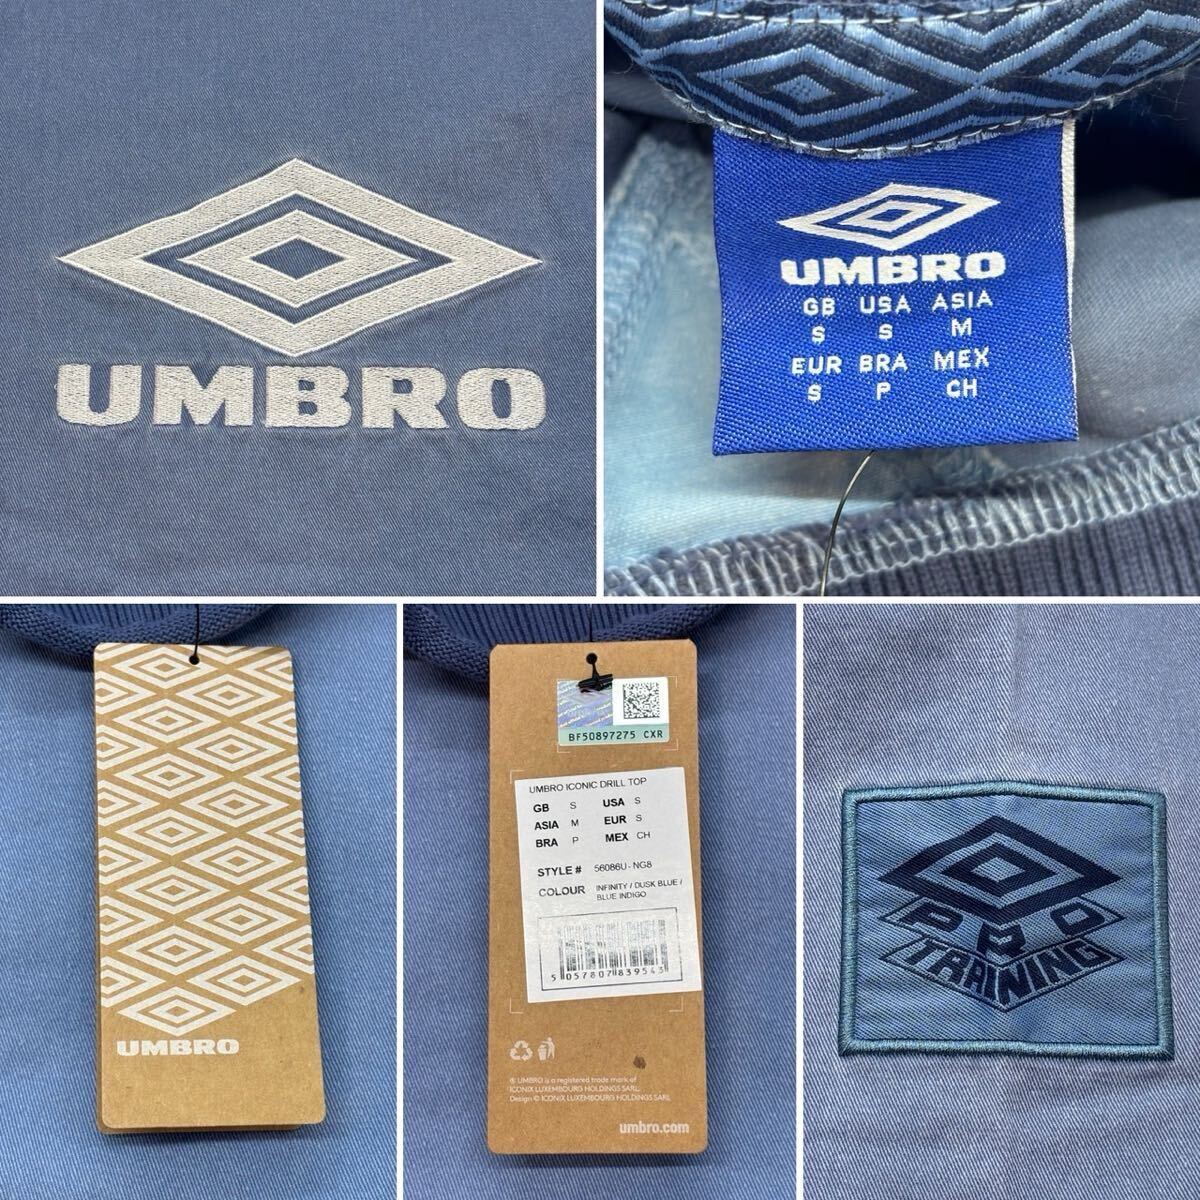 UMBRO
UMBRO
GB USA ASIA
S S M
EUR BRA MEX
S P CH
UMBRO
BF50897275 CXR
UMBRO ICONIC DRILL TOP
GB S USA S
ASIA M EUR S
BRA P MEX CH
STYLE # 56086U - NG8
COLOUR INFINITY / DUSK BLUE /
BLUE INDIGO
5 057807 839543
® UMBRO is a registered trade mark of
ICONIX LUXEMBOURG HOLDINGS SARL.
Design © ICONIX LUXEMBOURG HOLDINGS SARL
umbro.com
PRO
TRAINING